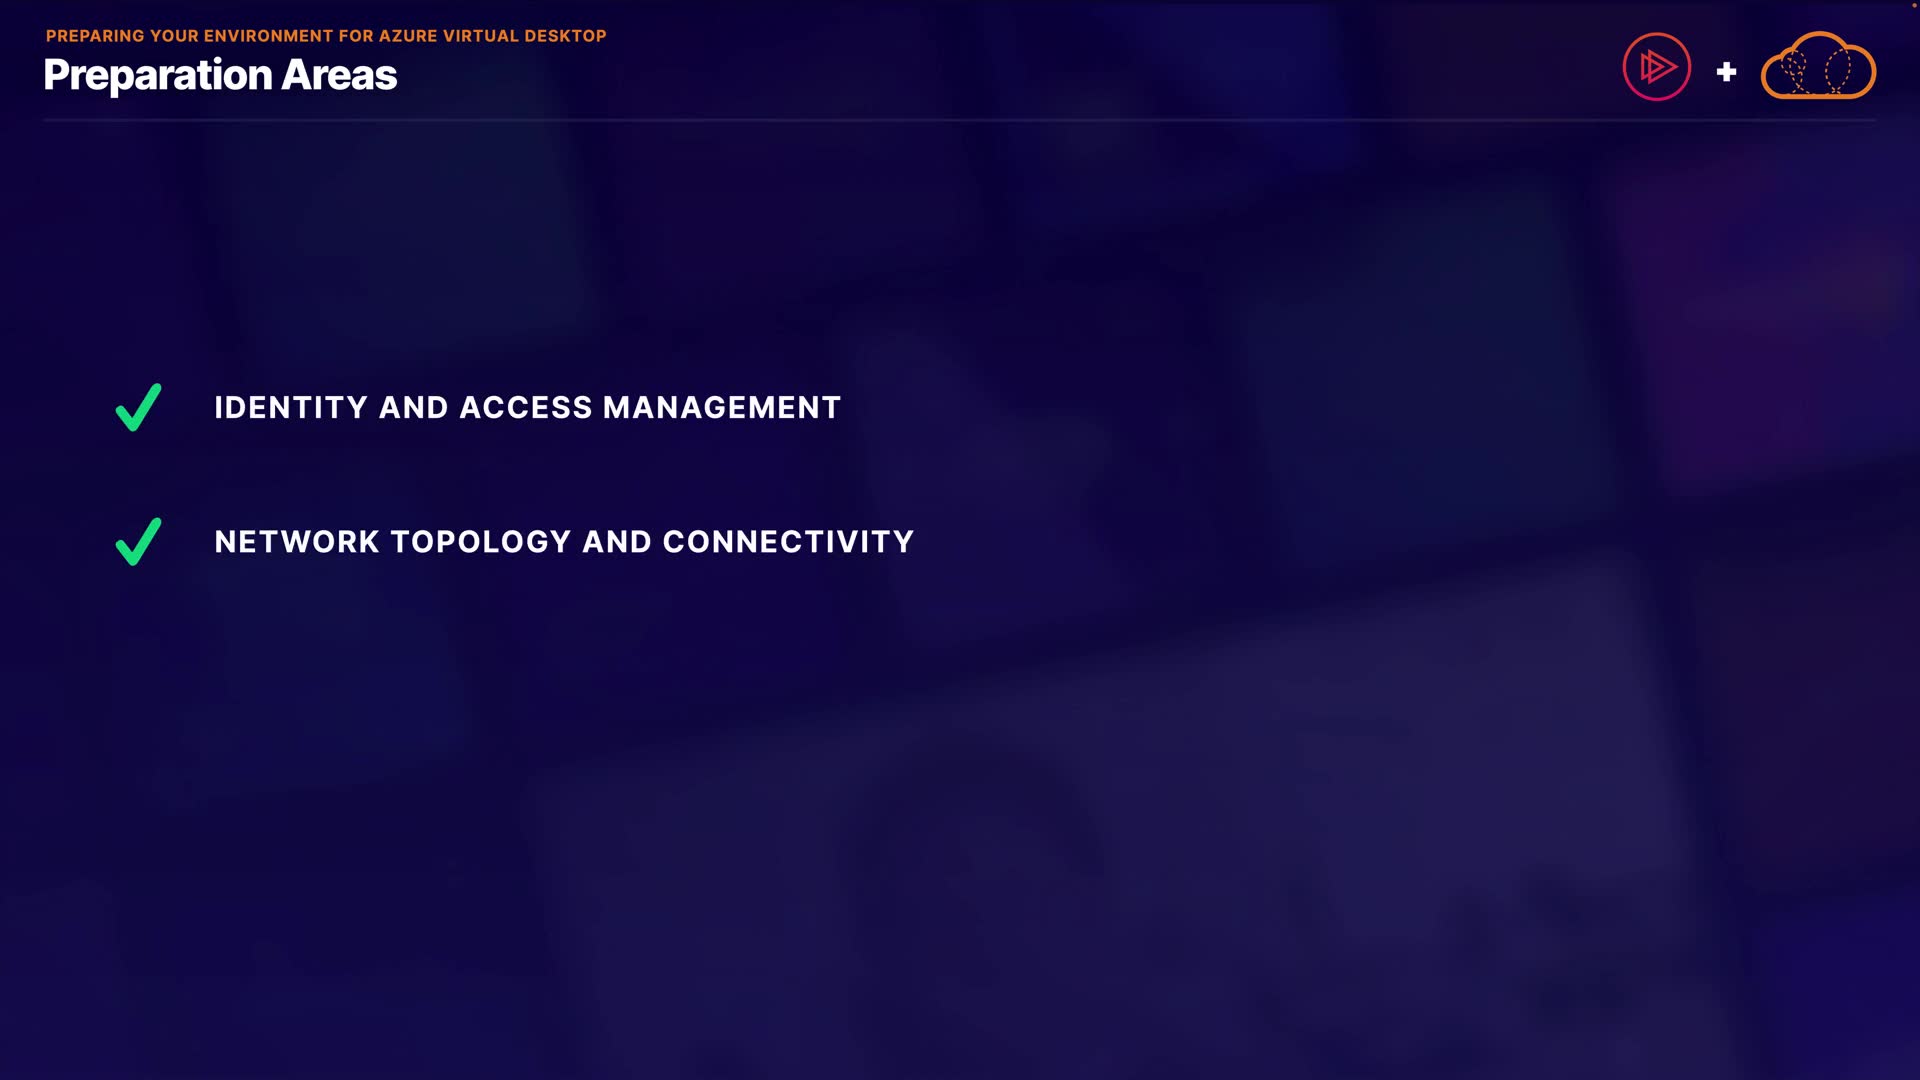 PREPARING YOUR ENVIRONMENT FOR AZURE VIRTUAL DESKTOP
Preparation Areas
IDENTITY AND ACCESS MANAGEMENT
NETWORK TOPOLOGY AND CONNECTIVITY